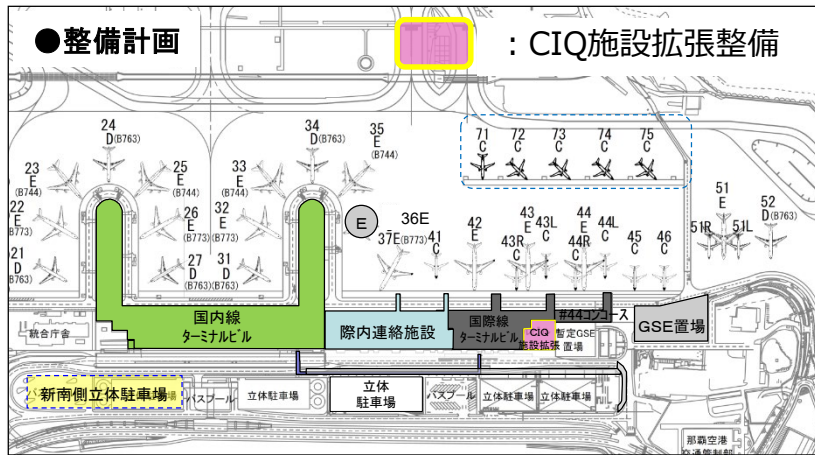 ●整備計画
：CIQ施設拡張整備
24
D(B763)
34
D(B763)
35
E
(B744)
23
E
(B744)
25
E
(B744)
33
E
(B744)
71
C
72
C
73
C
74
C
75
C
22
E
(B773)
26
E
(B773)
32
E
(B773)
E
36E
37E(B773)
41
C
42
E
43
E
43L
C
43R
C
44
E
44L
C
44R
C
45
C
46
C
51
E
51R
51L
52
D(B763)
21
D
(B763)
27
D
(B763)
31
D
(B763)
国内線
ターミナルビル
際内連絡施設
国際線
ターミナルビル
CIQ
施設拡張
#44コンコース
暫定GSE
置場
GSE置場
統合庁舎
新南側立体駐車場
バスプール
立体駐車場
立体
駐車場
バスプール
立体駐車場
立体駐車場
那覇空港